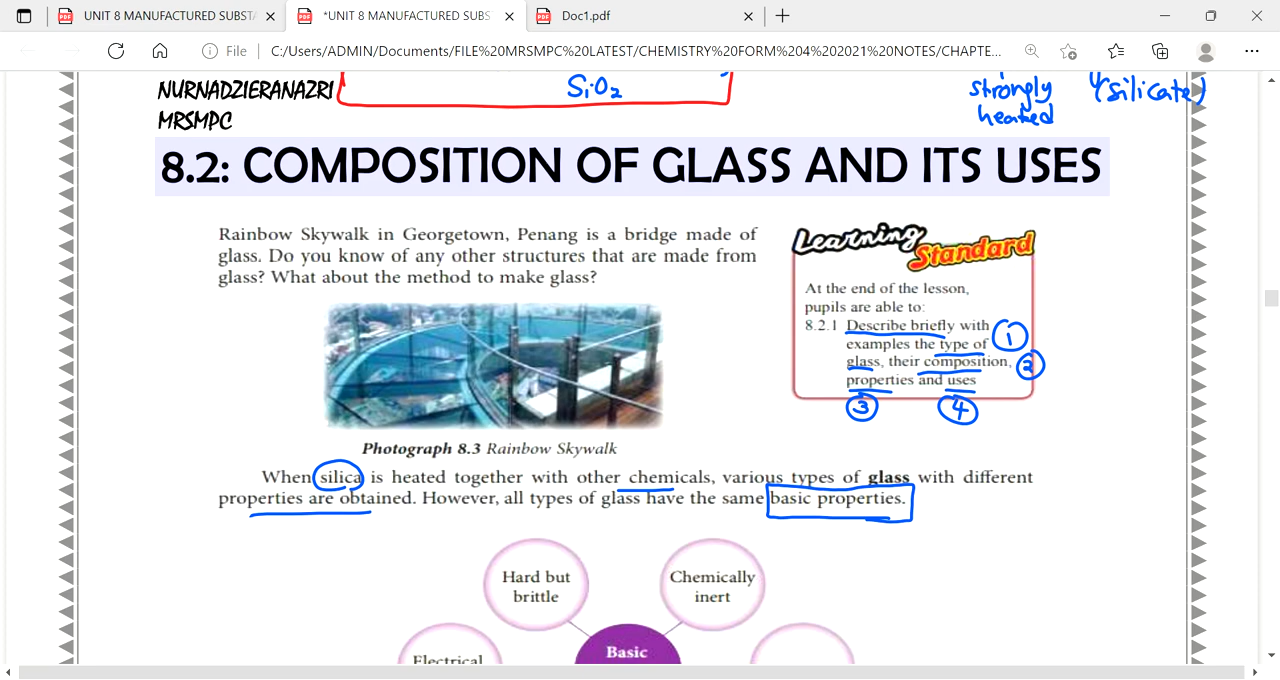 UNIT 8 MANUFACTURED SUBSTA
*UNIT 8 MANUFACTURED SUBS
Doc1.pdf
File
C:/Users/ADMIN/Documents/FILE%20MRSMPC%20LATEST/CHEMISTRY%20FORM%204%202021%20NOTES/CHAPTE...
NURNADZIERANAZRI
MRSMPC
SiO2
strongly
heated
(silicate)
8.2: COMPOSITION OF GLASS AND ITS USES
Rainbow Skywalk in Georgetown, Penang is a bridge made of
glass. Do you know of any other structures that are made from
glass? What about the method to make glass?
Learning
Standard
At the end of the lesson,
pupils are able to:
8.2.1 Describe briefly with
examples the type of
glass, their composition,
properties and uses
1
2
3
4
Photograph 8.3 Rainbow Skywalk
When silica is heated together with other chemicals, various types of glass with different
properties are obtained. However, all types of glass have the same basic properties.
Hard but
brittle
Chemically
inert
Electrical
Basic